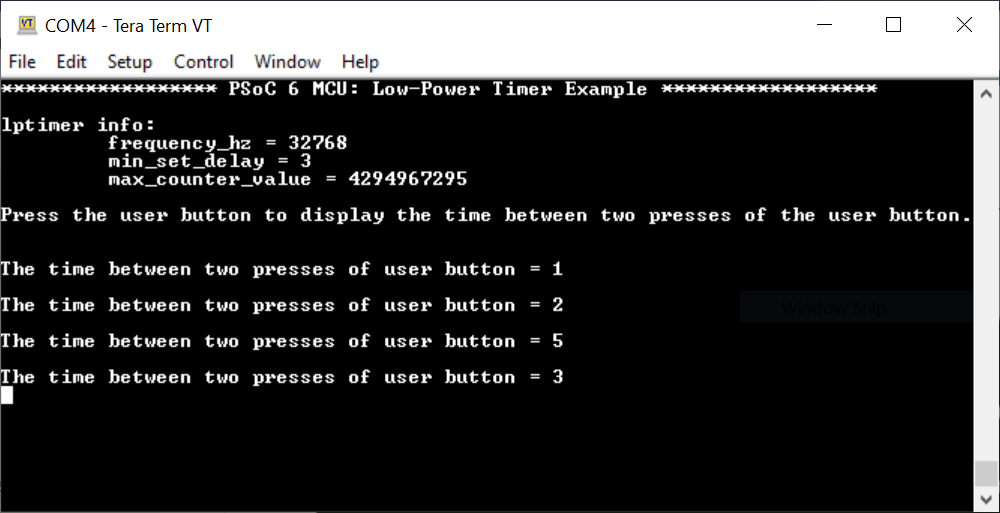 COM4 - Tera Term VT
File Edit Setup Control Window Help
****************** PSoC 6 MCU: Low-Power Timer Example ******************
lptimer info:
frequency_hz = 32768
min_set_delay = 3
max_counter_value = 4294967295
Press the user button to display the time between two presses of the user button.
The time between two presses of user button = 1
The time between two presses of user button = 2
Window Snip
The time between two presses of user button = 5
The time between two presses of user button = 3